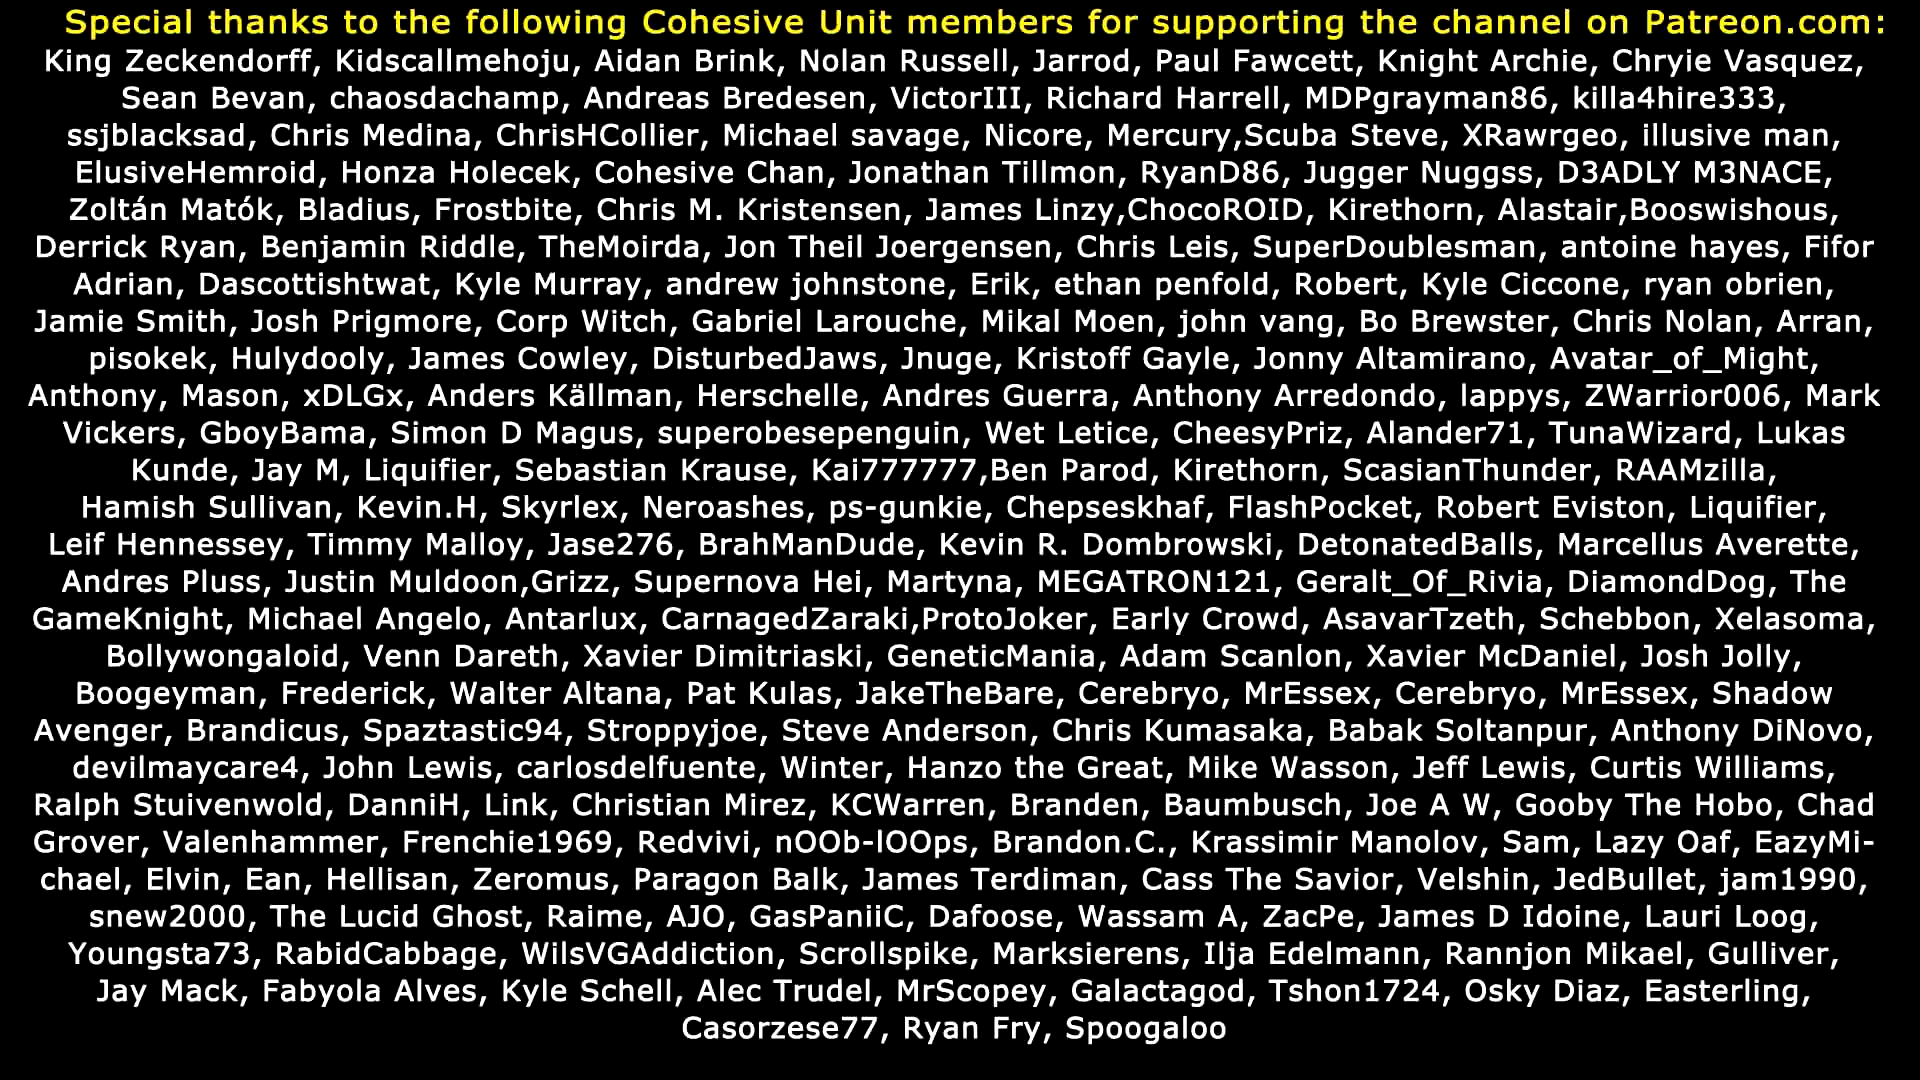 Special thanks to the following Cohesive Unit members for supporting the channel on Patreon.com:
King Zeckendorff, Kidscallmehoju, Aidan Brink, Nolan Russell, Jarrod, Paul Fawcett, Knight Archie, Chryie Vasquez,
Sean Bevan, chaosdachamp, Andreas Bredesen, VictorIII, Richard Harrell, MDPgrayman86, killa4hire333,
ssjblacksad, Chris Medina, ChrisHCollier, Michael savage, Nicore, Mercury,Scuba Steve, XRawrgeo, illusive man,
ElusiveHemroid, Honza Holecek, Cohesive Chan, Jonathan Tillmon, RyanD86, Jugger Nuggss, D3ADLY M3NACE,
Zoltán Matók, Bladius, Frostbite, Chris M. Kristensen, James Linzy,ChocoROID, Kirethorn, Alastair,Booswishous,
Derrick Ryan, Benjamin Riddle, TheMoirda, Jon Theil Joergensen, Chris Leis, SuperDoublesman, antoine hayes, Fifor
Adrian, Dascottishtwat, Kyle Murray, andrew johnstone, Erik, ethan penfold, Robert, Kyle Ciccone, ryan obrien,
Jamie Smith, Josh Prigmore, Corp Witch, Gabriel Larouche, Mikal Moen, john vang, Bo Brewster, Chris Nolan, Arran,
pisokek, Hulydooly, James Cowley, DisturbedJaws, Jnuge, Kristoff Gayle, Jonny Altamirano, Avatar_of_Might,
Anthony, Mason, xDLGx, Anders Källman, Herschelle, Andres Guerra, Anthony Arredondo, lappys, ZWarrior006, Mark
Vickers, GboyBama, Simon D Magus, superobesepenguin, Wet Letice, CheesyPriz, Alander71, TunaWizard, Lukas
Kunde, Jay M, Liquifier, Sebastian Krause, Kai777777,Ben Parod, Kirethorn, ScasianThunder, RAAMzilla,
Hamish Sullivan, Kevin.H, Skyrlex, Neroashes, ps-gunkie, Chepseskhaf, FlashPocket, Robert Eviston, Liquifier,
Leif Hennessey, Timmy Malloy, Jase276, BrahManDude, Kevin R. Dombrowski, DetonatedBalls, Marcellus Averette,
Andres Pluss, Justin Muldoon,Grizz, Supernova Hei, Martyna, MEGATRON121, Geralt_Of_Rivia, DiamondDog, The
GameKnight, Michael Angelo, Antarlux, CarnagedZaraki,ProtoJoker, Early Crowd, AsavarTzeth, Schebbon, Xelasoma,
Bollywongaloid, Venn Dareth, Xavier Dimitriaski, GeneticMania, Adam Scanlon, Xavier McDaniel, Josh Jolly,
Boogeyman, Frederick, Walter Altana, Pat Kulas, JakeTheBare, Cerebryo, MrEssex, Cerebryo, MrEssex, Shadow
Avenger, Brandicus, Spaztastic94, Stroppyjoe, Steve Anderson, Chris Kumasaka, Babak Soltanpur, Anthony DiNovo,
devilmaycare4, John Lewis, carlosdelfuente, Winter, Hanzo the Great, Mike Wasson, Jeff Lewis, Curtis Williams,
Ralph Stuivenwold, DanniH, Link, Christian Mirez, KCWarren, Branden, Baumbusch, Joe A W, Gooby The Hobo, Chad
Grover, Valenhammer, Frenchie1969, Redvivi, nOOb-lOOps, Brandon.C., Krassimir Manolov, Sam, Lazy Oaf, EazyMi-
chael, Elvin, Ean, Hellisan, Zeromus, Paragon Balk, James Terdiman, Cass The Savior, Velshin, JedBullet, jam1990,
snew2000, The Lucid Ghost, Raime, AJO, GasPaniiC, Dafoose, Wassam A, ZacPe, James D Idoine, Lauri Loog,
Youngsta73, RabidCabbage, WilsVGAddiction, Scrollspike, Marksierens, Ilja Edelmann, Rannjon Mikael, Gulliver,
Jay Mack, Fabyola Alves, Kyle Schell, Alec Trudel, MrScopey, Galactagod, Tshon1724, Osky Diaz, Easterling,
Casorzese77, Ryan Fry, Spoogaloo